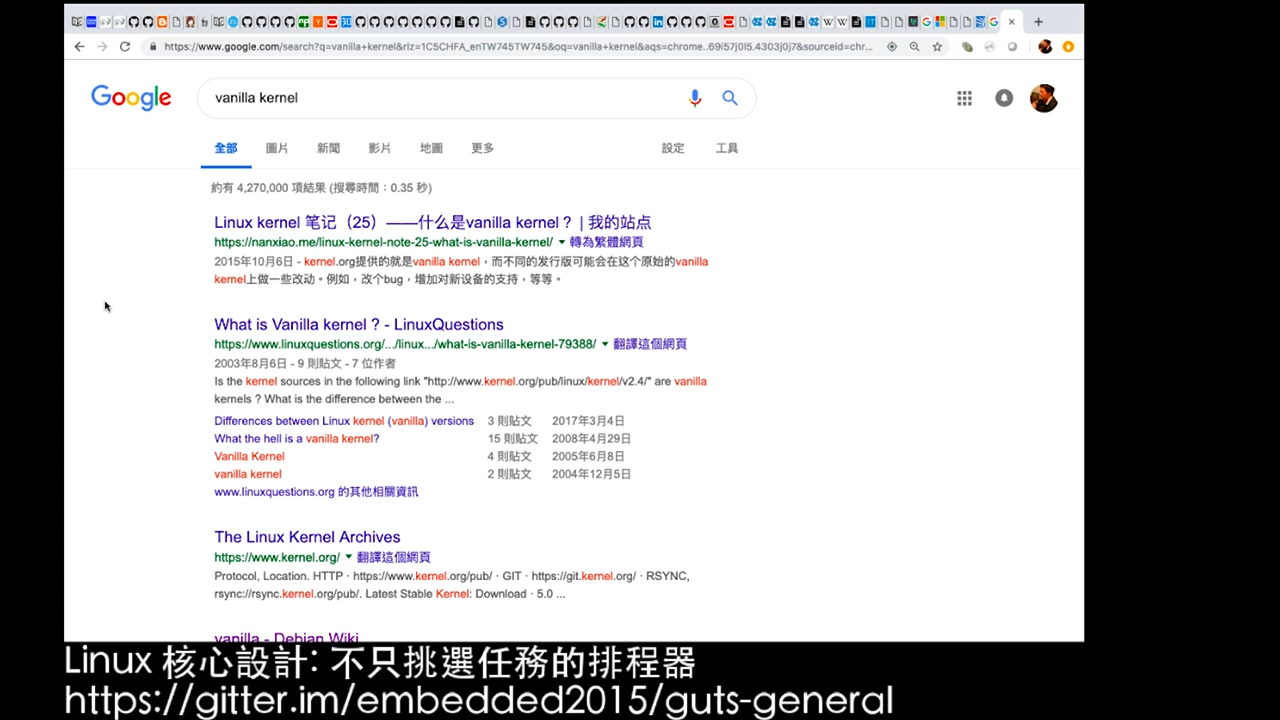 https://www.google.com/search?q=vanilla+kernel&rlz=1C5CHFA_enTW745TW745&oq=vanilla+kernel&aqs=chrome..69i57j0l5.4303j0j7&sourceid=chr...
Google
vanilla kernel
全部 圖片 新聞 影片 地圖 更多 設定 工具
約有 4,270,000 項結果 (搜尋時間：0.35 秒)
Linux kernel 笔记（25）——什么是vanilla kernel？ | 我的站点
https://nanxiao.me/linux-kernel-note-25-what-is-vanilla-kernel/ 轉為繁體網頁
2015年10月6日 - kernel.org提供的就是vanilla kernel，而不同的发行版可能会在这个原始的vanilla
kernel上做一些改动。例如，改个bug，增加对新设备的支持，等等。
What is Vanilla kernel ? - LinuxQuestions
https://www.linuxquestions.org/.../linux.../what-is-vanilla-kernel-79388/ 翻譯這個網頁
2003年8月6日 - 9 則貼文 - 7 位作者
Is the kernel sources in the following link "http://www.kernel.org/pub/linux/kernel/v2.4/" are vanilla
kernels ? What is the difference between the ...
Differences between Linux kernel (vanilla) versions 3 則貼文 2017年3月4日
What the hell is a vanilla kernel? 15 則貼文 2008年4月29日
Vanilla Kernel 4 則貼文 2005年6月8日
vanilla kernel 2 則貼文 2004年12月5日
www.linuxquestions.org 的其他相關資訊
The Linux Kernel Archives
https://www.kernel.org/ 翻譯這個網頁
Protocol, Location. HTTP · https://www.kernel.org/pub/ · GIT · https://git.kernel.org/ · RSYNC,
rsync://rsync.kernel.org/pub/. Latest Stable Kernel: Download · 5.0 ...
vanilla - Debian Wiki
Linux 核心設計: 不只挑選任務的排程器
https://gitter.im/embedded2015/guts-general